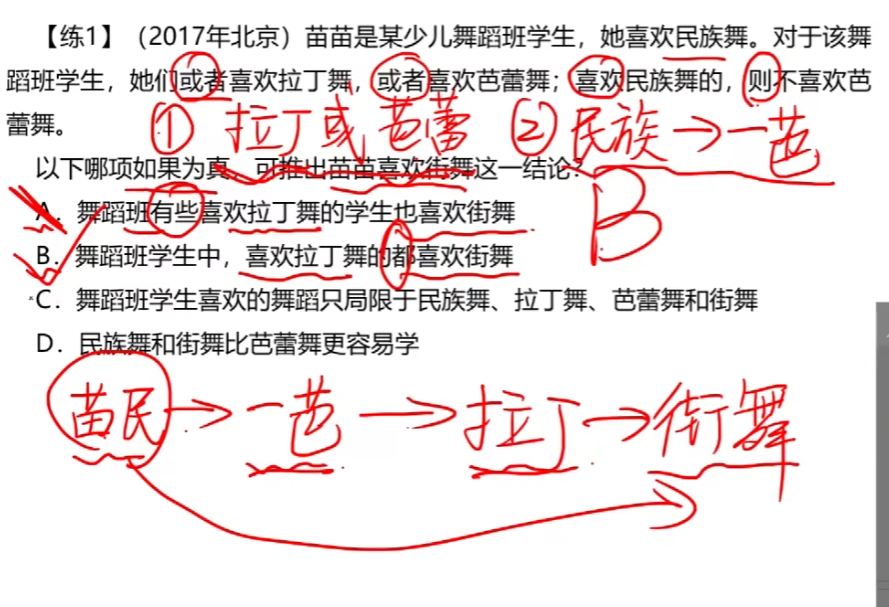 【练1】（2017年北京）苗苗是某少儿舞蹈班学生，她喜欢民族舞。对于该舞
蹈班学生，她们或者喜欢拉丁舞，或者喜欢芭蕾舞；喜欢民族舞的，则不喜欢芭
蕾舞。
① 拉丁或芭蕾 ② 民族→一芭
以下哪项如果为真，可推出苗苗喜欢街舞这一结论？
B
A．舞蹈班有些喜欢拉丁舞的学生也喜欢街舞
B．舞蹈班学生中，喜欢拉丁舞的都喜欢街舞
C．舞蹈班学生喜欢的舞蹈只局限于民族舞、拉丁舞、芭蕾舞和街舞
D．民族舞和街舞比芭蕾舞更容易学
苗民→一芭→拉丁→街舞